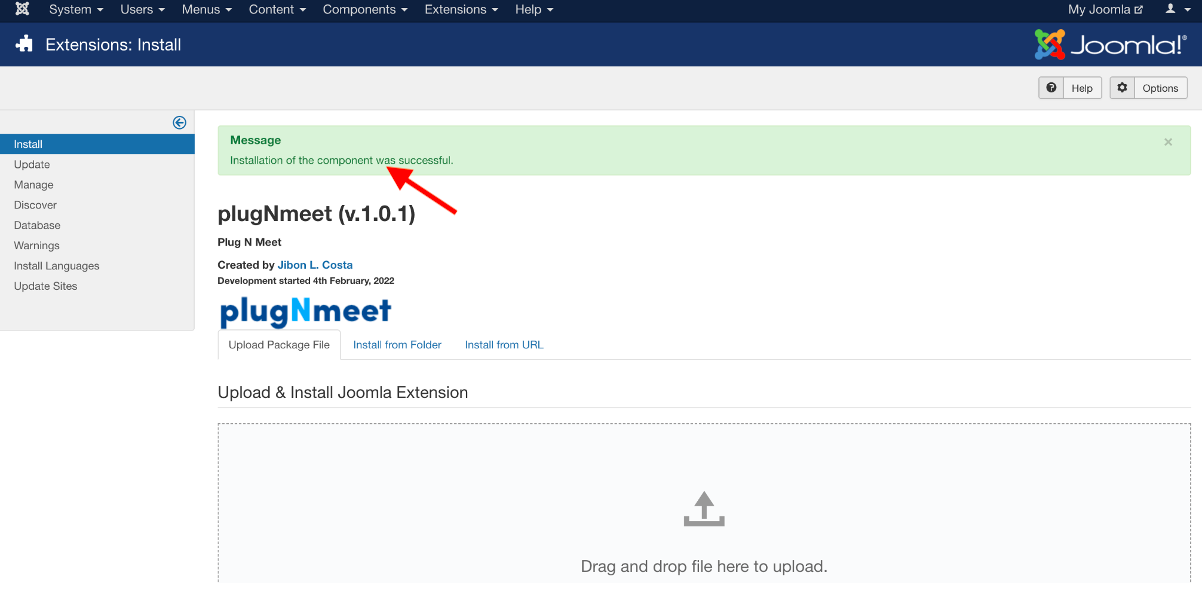 System Users Menus Content Components Extensions Help My Joomla
Extensions: Install Joomla!®
Help Options
Install
Update
Manage
Discover
Database
Warnings
Install Languages
Update Sites
Message ×
Installation of the component was successful.
plugNmeet (v.1.0.1)
Plug N Meet
Created by Jibon L. Costa
Development started 4th February, 2022
plugNmeet
Upload Package File Install from Folder Install from URL
Upload & Install Joomla Extension
Drag and drop file here to upload.